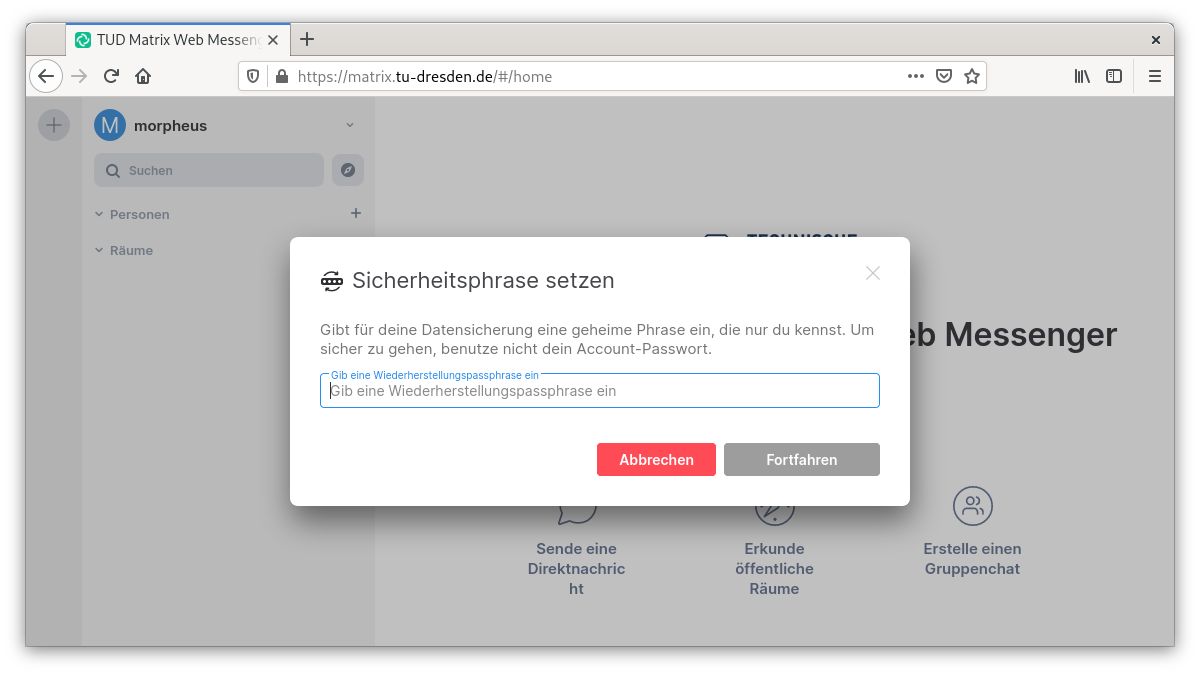 TUD Matrix Web Messeng
https://matrix.tu-dresden.de/#/home
M morpheus
Suchen
Personen
Räume
TECHNISCHE
eb Messenger
Sicherheitsphrase setzen
Gibt für deine Datensicherung eine geheime Phrase ein, die nur du kennst. Um
sicher zu gehen, benutze nicht dein Account-Passwort.
Gib eine Wiederherstellungspassphrase ein
Gib eine Wiederherstellungspassphrase ein
Abbrechen
Fortfahren
Sende eine
Direktnachric
ht
Erkunde
öffentliche
Räume
Erstelle einen
Gruppenchat